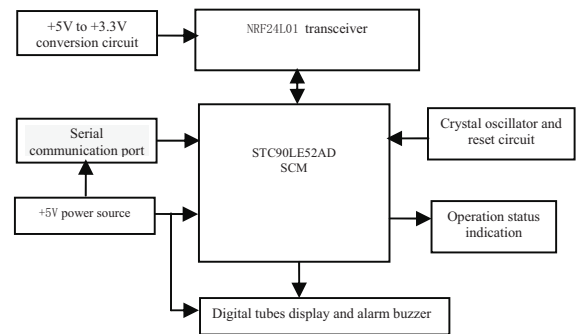 +5V to +3.3V
conversion circuit
NRF24L01 transceiver
Serial
communication port
STC90LE52AD
SCM
Crystal oscillator and
reset circuit
+5V power source
Operation status
indication
Digital tubes display and alarm buzzer